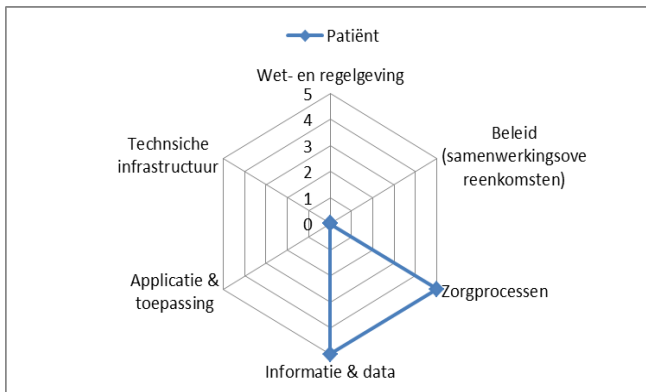 Patiënt
Wet- en regelgeving
5
4
3
2
1
0
Beleid
(samenwerkingsove
reenkomsten)
Zorgprocessen
Informatie & data
Applicatie &
toepassing
Technsiche
infrastructuur